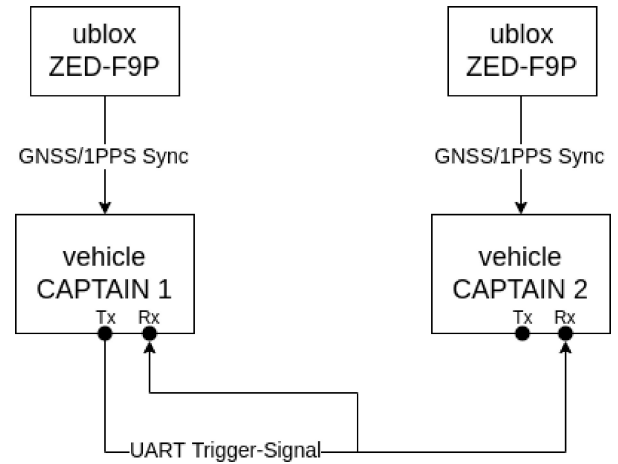 ublox
ZED-F9P
ublox
ZED-F9P
GNSS/1PPS Sync
GNSS/1PPS Sync
vehicle
CAPTAIN 1
Tx
Rx
vehicle
CAPTAIN 2
Tx
Rx
UART Trigger-Signal